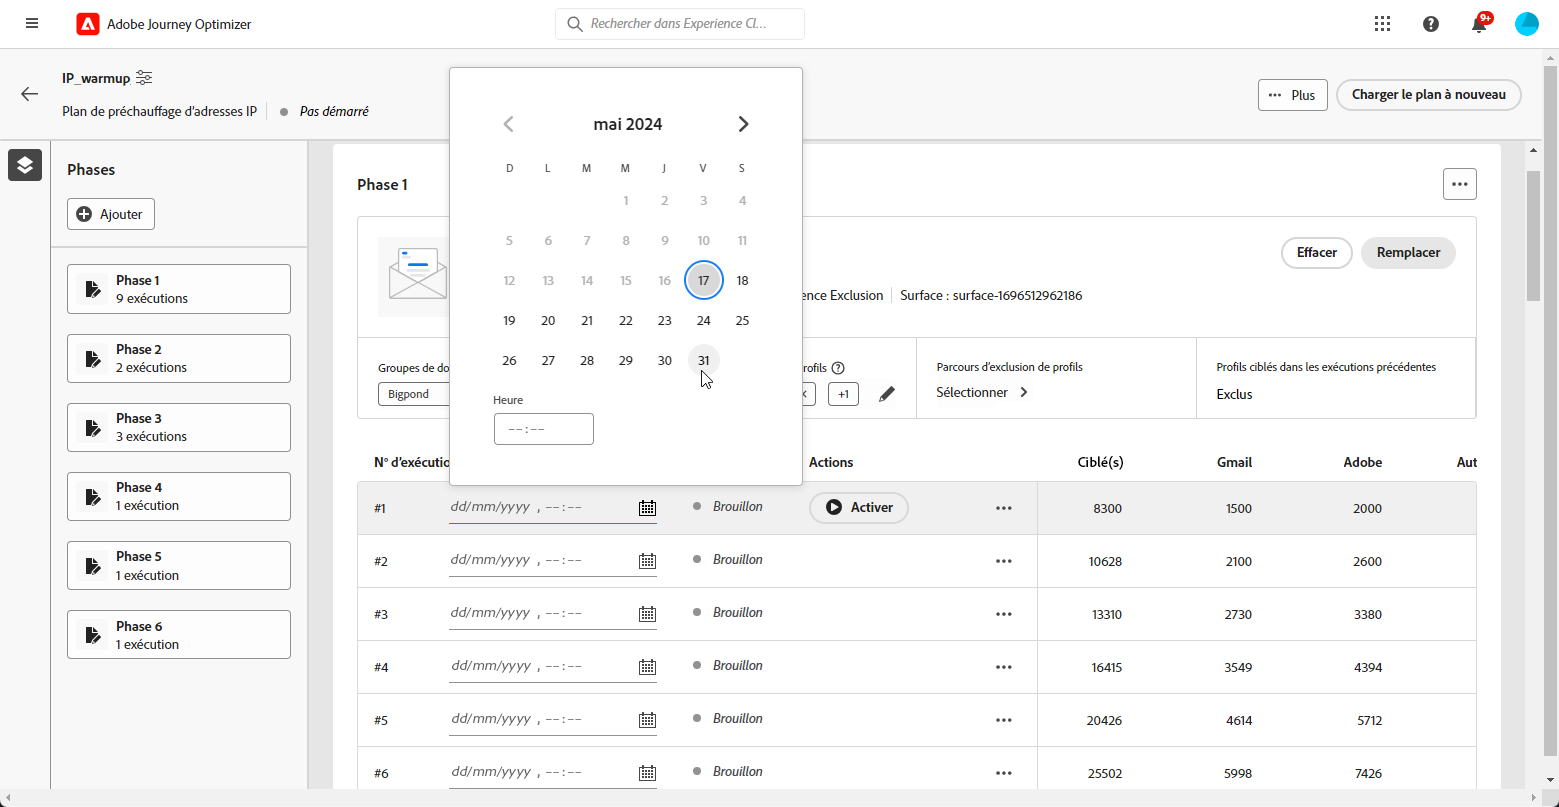 Adobe Journey Optimizer
Rechercher dans Experience Cl...
9+
IP_warmup
Plan de préchauffage d'adresses IP
Pas démarré
Plus
Charger le plan à nouveau
Phases
Ajouter
Phase 1
9 exécutions
Phase 2
2 exécutions
Phase 3
3 exécutions
Phase 4
1 exécution
Phase 5
1 exécution
Phase 6
1 exécution
mai 2024
D L M M J V S
1 2 3 4
5 6 7 8 9 10 11
12 13 14 15 16 17 18
19 20 21 22 23 24 25
26 27 28 29 30 31
Heure
--:--
Phase 1
Effacer
Remplacer
ence Exclusion
Surface : surface-1696512962186
Groupes de do
Bigpond
rofils
+1
Parcours d'exclusion de profils
Sélectionner
Profils ciblés dans les exécutions précédentes
Exclus
N° d'exécutio Actions Ciblé(s) Gmail Adobe Aut
#1 dd/mm/yyyy , --:-- Brouillon Activer 8300 1500 2000
#2 dd/mm/yyyy , --:-- Brouillon 10628 2100 2600
#3 dd/mm/yyyy , --:-- Brouillon 13310 2730 3380
#4 dd/mm/yyyy , --:-- Brouillon 16415 3549 4394
#5 dd/mm/yyyy , --:-- Brouillon 20426 4614 5712
#6 dd/mm/yyyy , --:-- Brouillon 25502 5998 7426